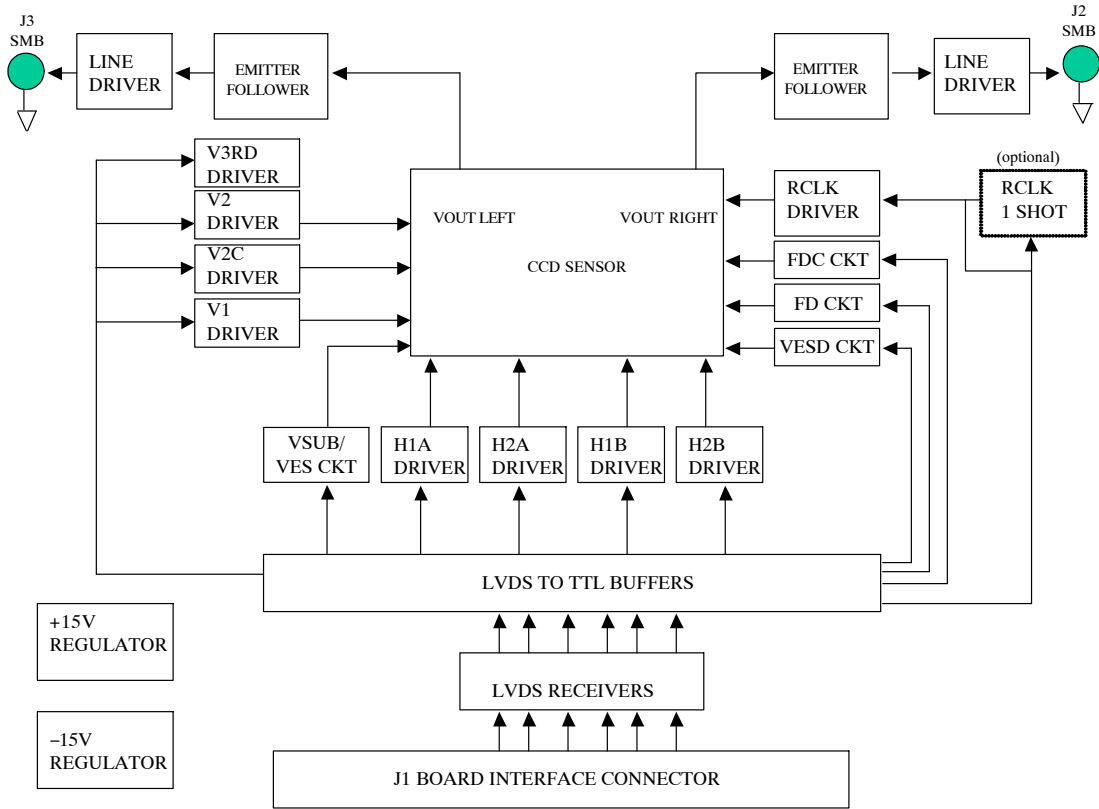 J3
SMB
LINE
DRIVER
EMITTER
FOLLOWER
EMITTER
FOLLOWER
LINE
DRIVER
J2
SMB
V3RD
DRIVER
V2
DRIVER
V2C
DRIVER
V1
DRIVER
VOUT LEFT
VOUT RIGHT
CCD SENSOR
RCLK
DRIVER
(optional)
RCLK
1 SHOT
FDC CKT
FD CKT
VESD CKT
VSUB/
VES CKT
H1A
DRIVER
H2A
DRIVER
H1B
DRIVER
H2B
DRIVER
LVDS TO TTL BUFFERS
+15V
REGULATOR
LVDS RECEIVERS
−15V
REGULATOR
J1 BOARD INTERFACE CONNECTOR